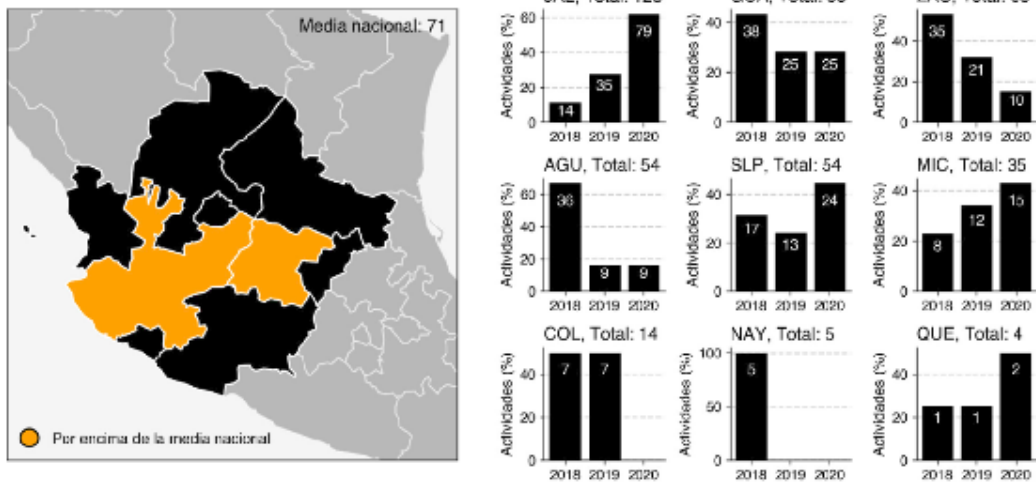 Media nacional: 71
Por encima de la media nacional
Actividades (%)
60
40
20
0
14
35
79
2018 2019 2020
Actividades (%)
40
20
0
38
25
25
2018 2019 2020
Actividades (%)
40
20
0
35
21
10
2018 2019 2020
AGU, Total: 54
Actividades (%)
60
40
20
0
36
9
9
2018 2019 2020
SLP, Total: 54
Actividades (%)
40
20
0
17
13
24
2018 2019 2020
MIC, Total: 35
Actividades (%)
40
20
0
8
12
15
2018 2019 2020
COL, Total: 14
Actividades (%)
40
20
0
7
7
2018 2019 2020
NAY, Total: 5
Actividades (%)
100
50
0
5
2018 2019 2020
QUE, Total: 4
Actividades (%)
40
20
0
1
1
2
2018 2019 2020